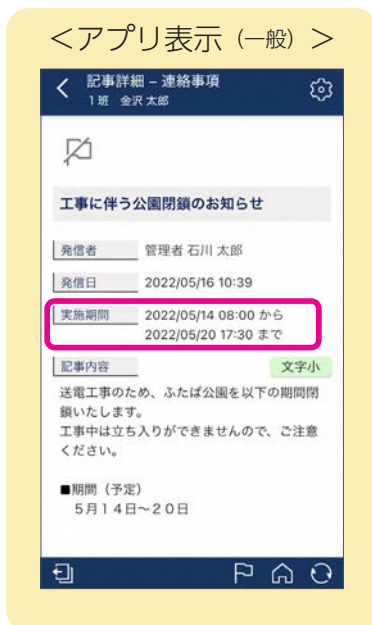 ＜アプリ表示（一般）＞
記事詳細 – 連絡事項
1班 金沢 太郎
工事に伴う公園閉鎖のお知らせ
発信者 管理者 石川 太郎
発信日 2022/05/16 10:39
実施期間 2022/05/14 08:00 から
2022/05/20 17:30 まで
記事内容 文字小
送電工事のため、ふたば公園を以下の期間閉
鎖いたします。
工事中は立ち入りができませんので、ご注意
ください。
■期間（予定）
５月１４日〜２０日